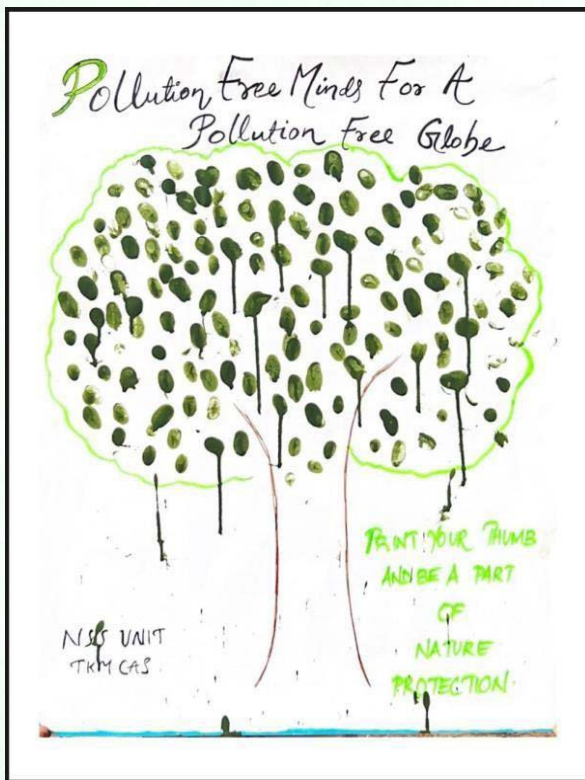 Pollution Free Minds For A
Pollution Free Globe
PRINT YOUR THUMB
AND BE A PART
OF
NATURE
PROTECTION.
NSS UNIT
TKM CAS